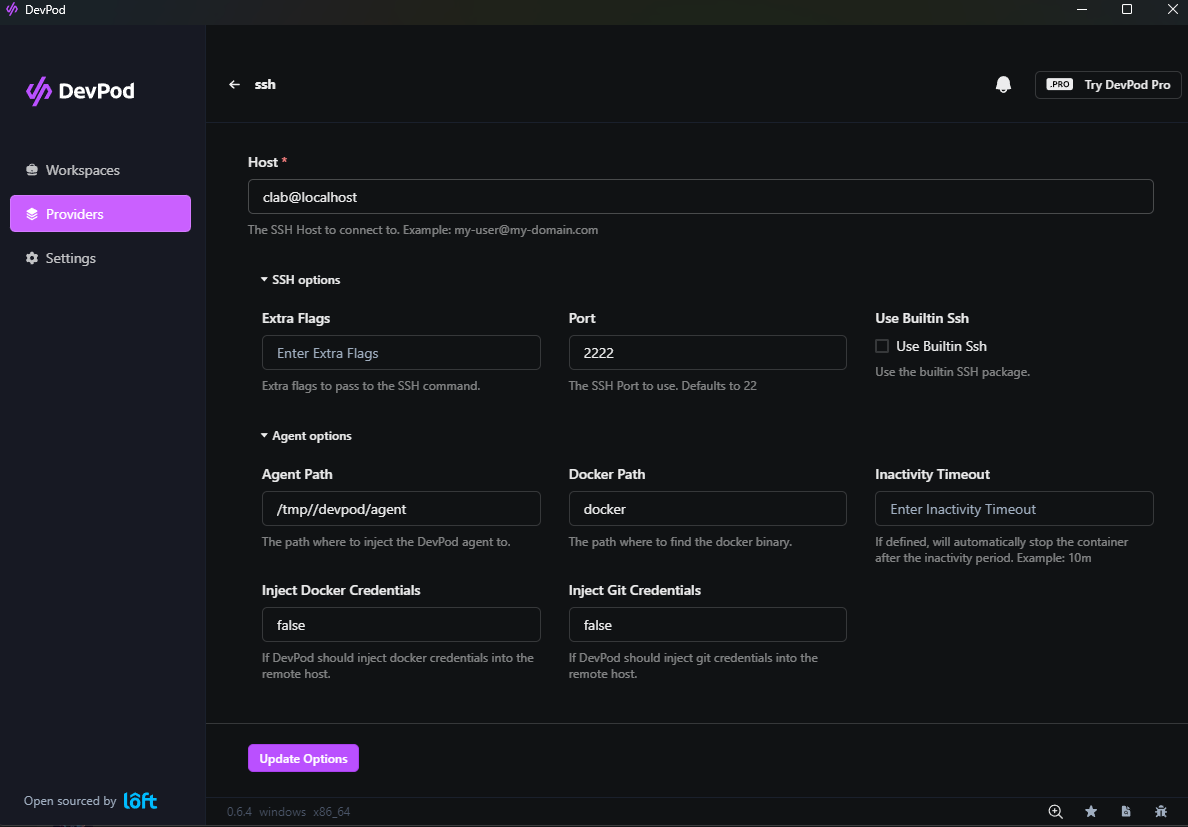 DevPod
DevPod
ssh
.PRO Try DevPod Pro
Workspaces
Providers
Settings
Host *
clab@localhost
The SSH Host to connect to. Example: my-user@my-domain.com
SSH options
Extra Flags
Enter Extra Flags
Extra flags to pass to the SSH command.
Port
2222
The SSH Port to use. Defaults to 22
Use Builtin Ssh
Use Builtin Ssh
Use the builtin SSH package.
Agent options
Agent Path
/tmp//devpod/agent
The path where to inject the DevPod agent to.
Docker Path
docker
The path where to find the docker binary.
Inactivity Timeout
Enter Inactivity Timeout
If defined, will automatically stop the container
after the inactivity period. Example: 10m
Inject Docker Credentials
false
If DevPod should inject docker credentials into the
remote host.
Inject Git Credentials
false
If DevPod should inject git credentials into the
remote host.
Update Options
Open sourced by lôft
0.6.4 windows x86_64